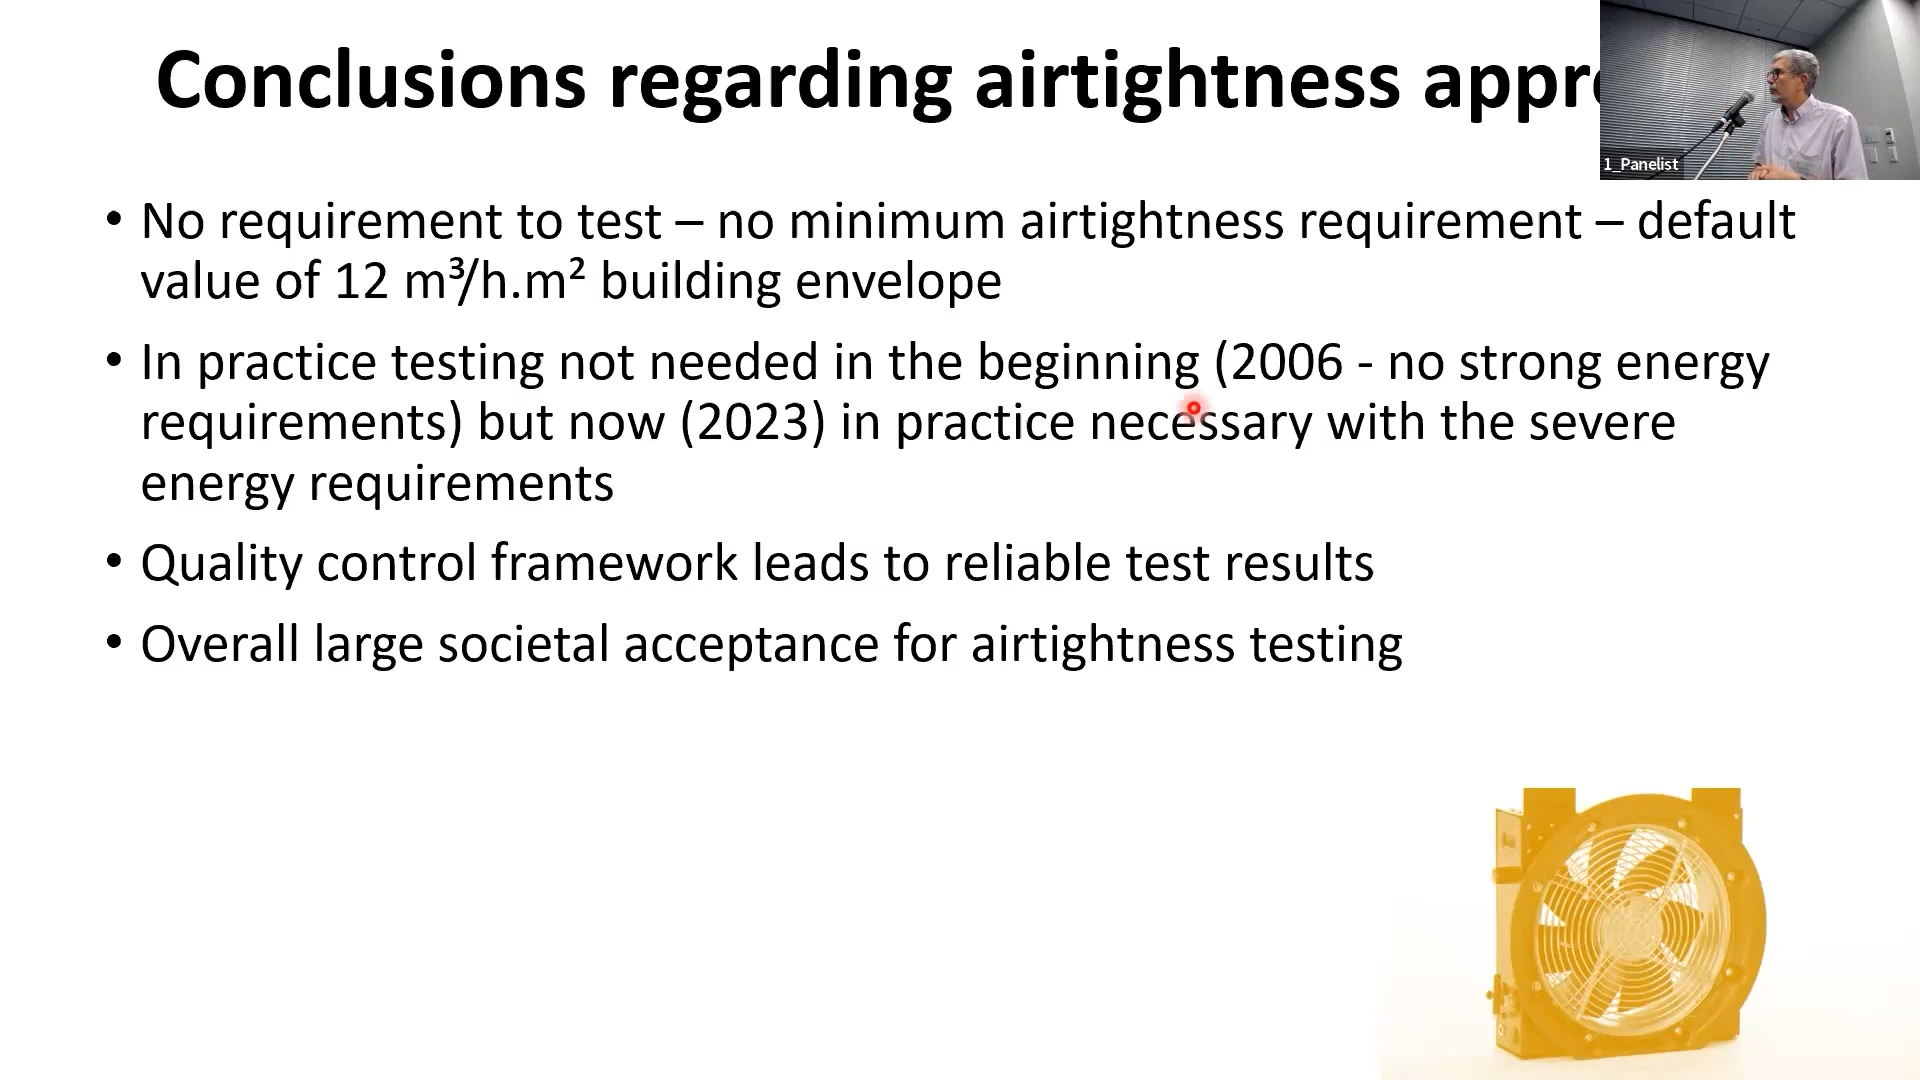 Conclusions regarding airtightness
1_Panelist
• No requirement to test – no minimum airtightness requirement – default
value of 12 m³/h.m² building envelope
• In practice testing not needed in the beginning (2006 - no strong energy
requirements) but now (2023) in practice necessary with the severe
energy requirements
• Quality control framework leads to reliable test results
• Overall large societal acceptance for airtightness testing